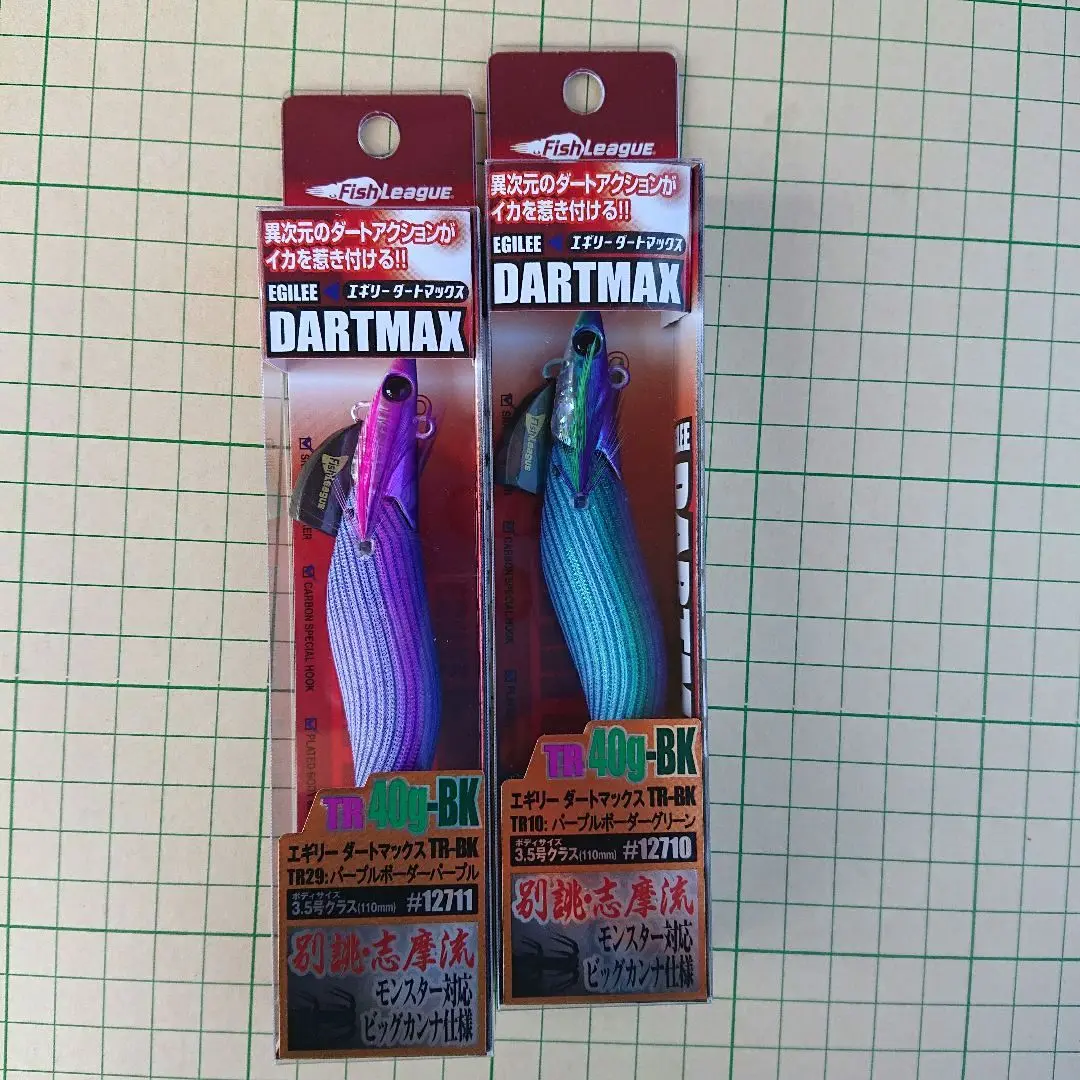 FishLeague
異次元のダートアクションが
イカを惹き付ける!!
EGILEE エギリー ダートマックス
DARTMAX
FishLeague
CARBON SPECIAL HOOK
TR 40g-BK
エギリー ダートマックス TR-BK
TR29: パープルボーダーパープル
ボディサイズ
3.5号クラス(110mm) #12711
別誂・志摩流
モンスター対応
ビッグカンナ仕様
FishLeague
異次元のダートアクションが
イカを惹き付ける!!
EGILEE エギリー ダートマックス
DARTMAX
FishLeague
CARBON SPECIAL HOOK
TR 40g-BK
エギリー ダートマックス TR-BK
TR10: パープルボーダーグリーン
ボディサイズ
3.5号クラス(110mm) #12710
別誂・志摩流
モンスター対応
ビッグカンナ仕様